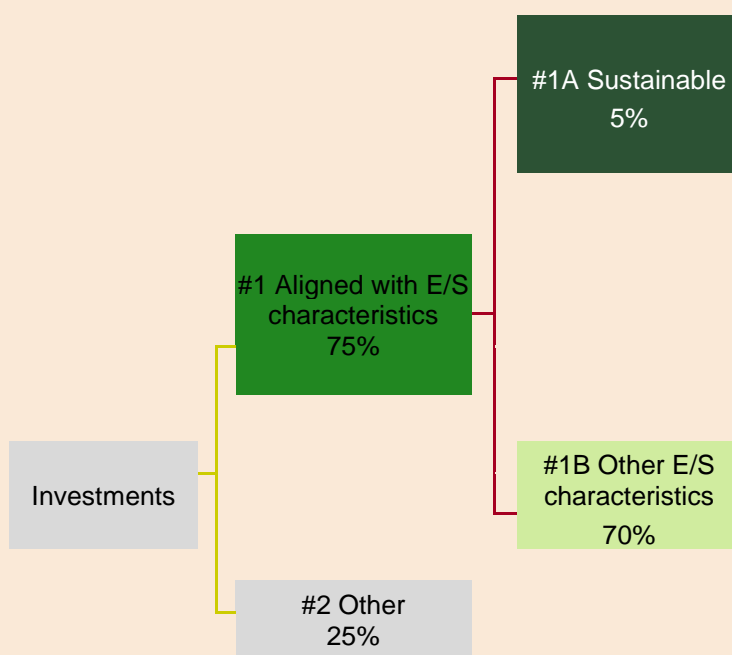 #1A Sustainable
5%
#1 Aligned with E/S
characteristics
75%
Investments
#1B Other E/S
characteristics
70%
#2 Other
25%